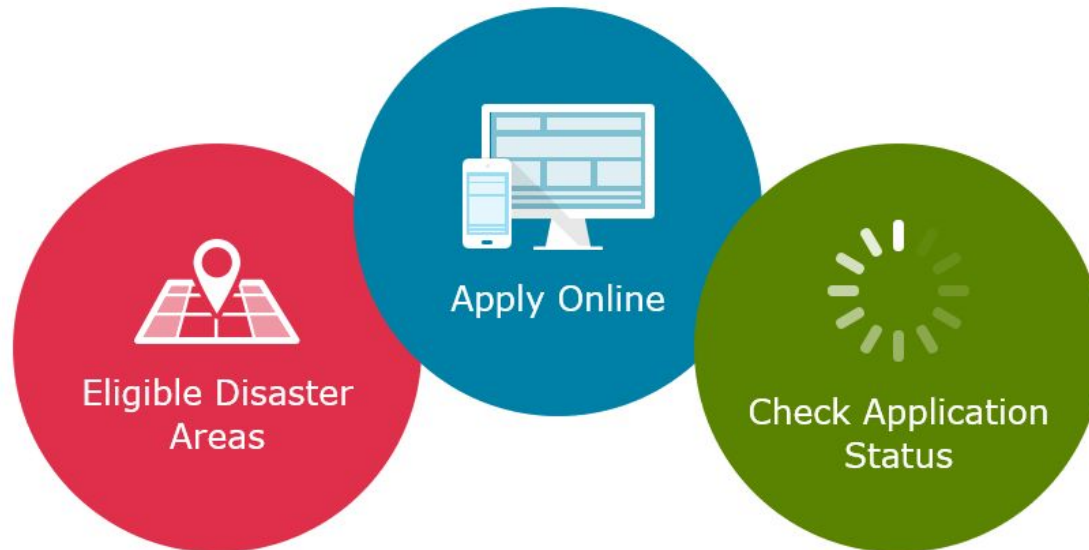 Eligible Disaster
Areas
Apply Online
Check Application
Status